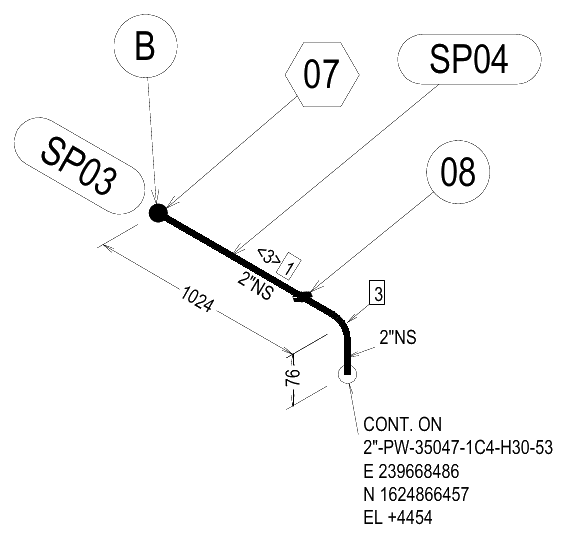 B
07
SP04
SP03
08
<3>
1
2"NS
3
1024
2"NS
76
CONT. ON
2"-PW-35047-1C4-H30-53
E 239668486
N 1624866457
EL +4454